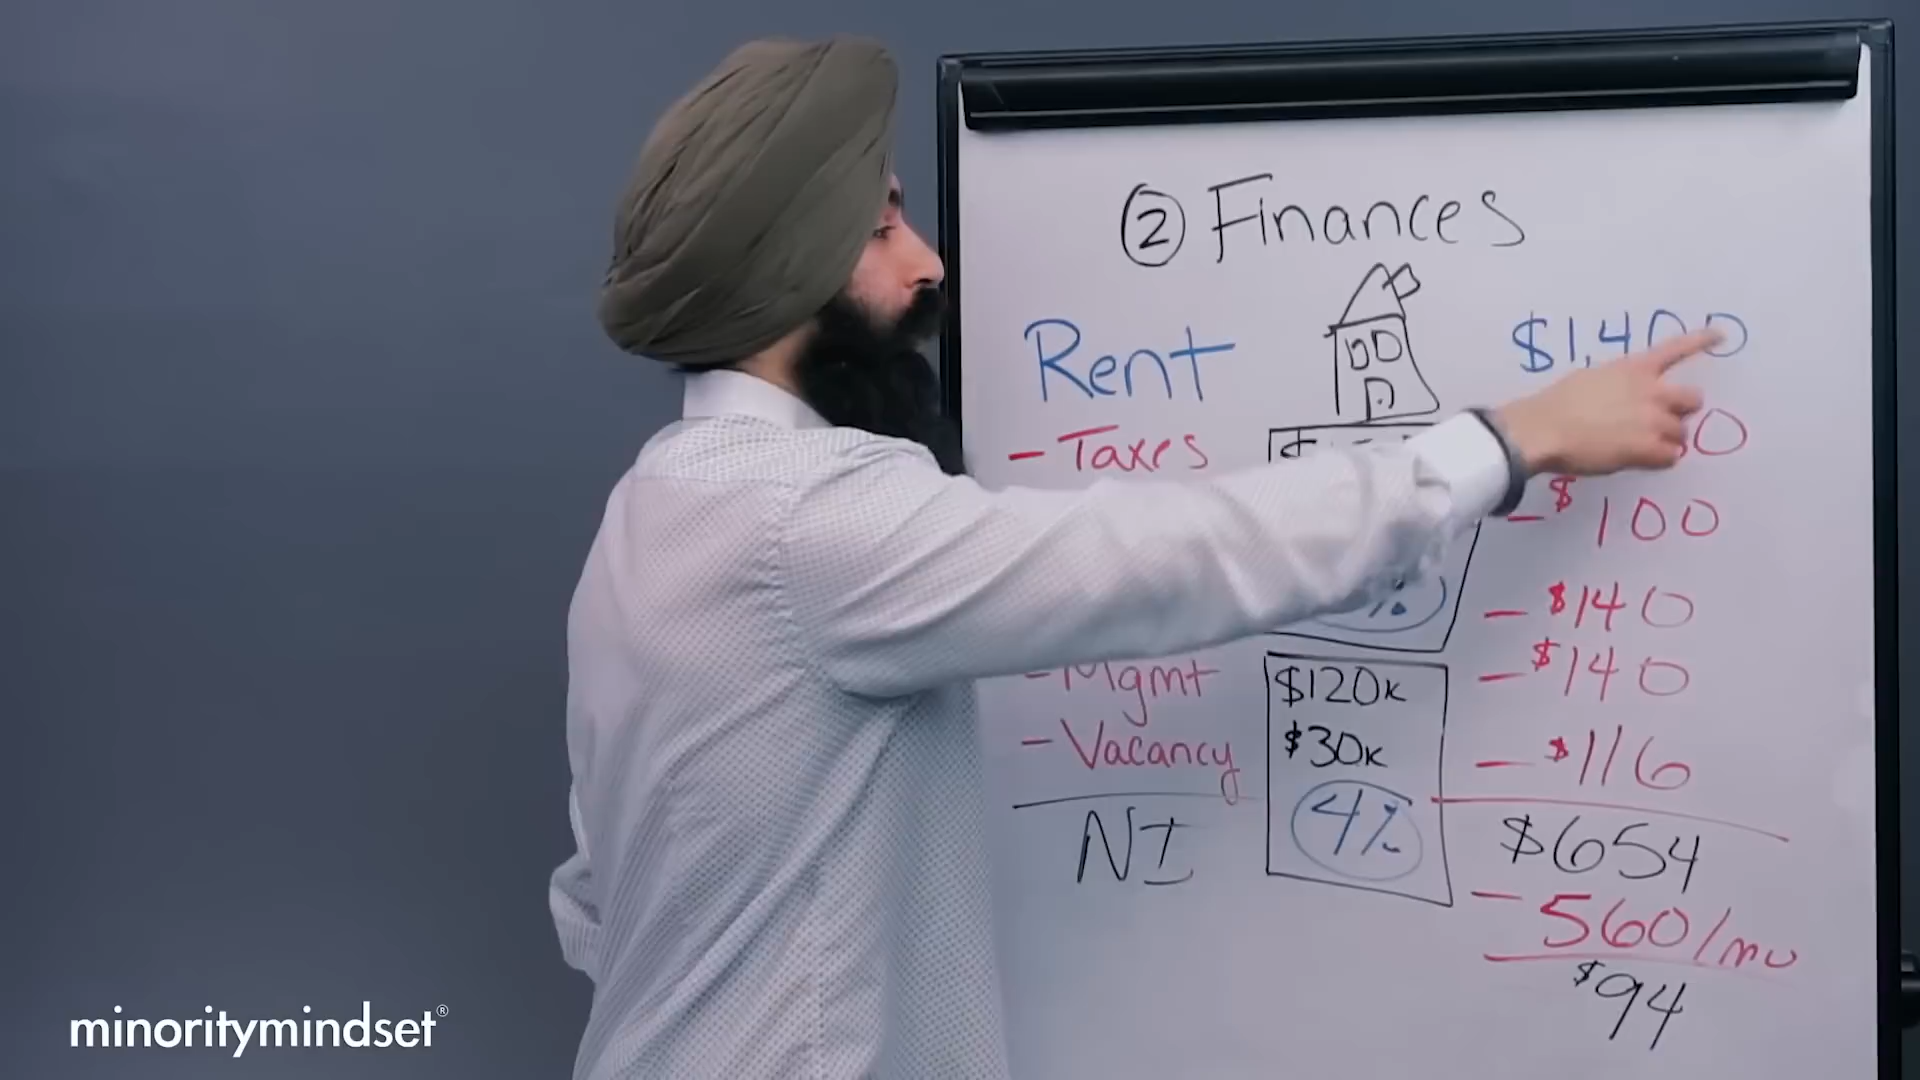 ② Finances
Rent $1,400
- Taxes
- $100
- $140
- Mgmt $120K - $140
- Vacancy $30K - $116
4%
NI $654
- 560/mo
$94
minoritymindset®